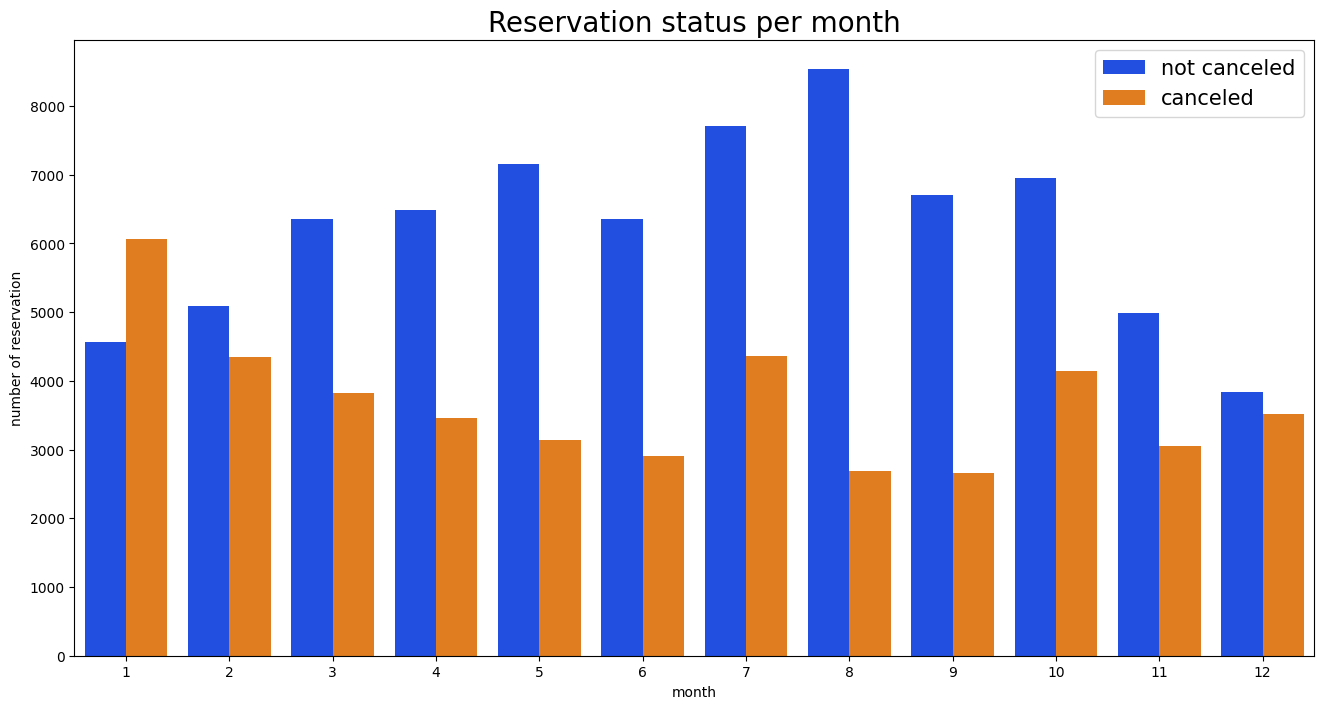 Reservation status per month
not canceled
canceled
number of reservation
8000
7000
6000
5000
4000
3000
2000
1000
0
1 2 3 4 5 6 7 8 9 10 11 12
month